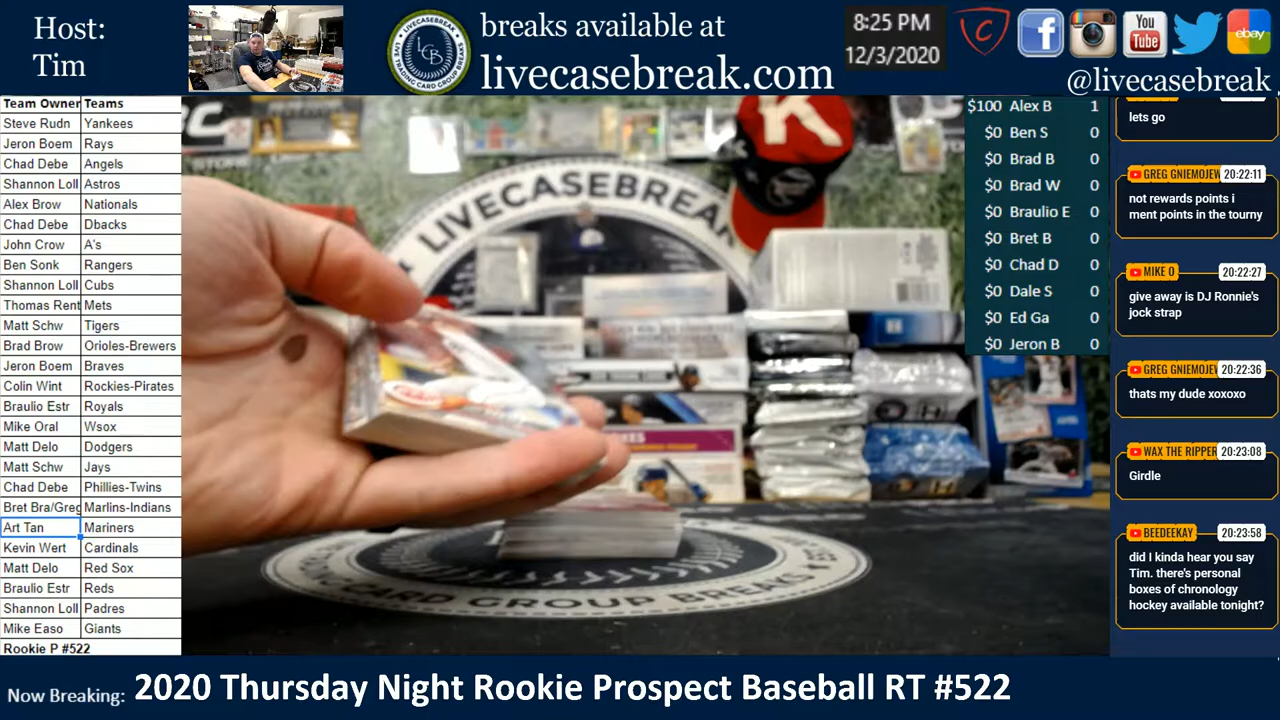 Host:
Tim
LCB
LIVE CASE BREAK
breaks available at
livecasebreak.com
8:25 PM
12/3/2020
You
Tube
ebay
@livecasebreak
Team Owner Teams
Steve Rudn Yankees
Jeron Boem Rays
Chad Debe Angels
Shannon Loll Astros
Alex Brow Nationals
Chad Debe Dbacks
John Crow A's
Ben Sonk Rangers
Shannon Loll Cubs
Thomas Rent Mets
Matt Schw Tigers
Brad Brow Orioles-Brewers
Jeron Boem Braves
Colin Wint Rockies-Pirates
Braulio Estr Royals
Mike Oral Wsox
Matt Delo Dodgers
Matt Schw Jays
Chad Debe Phillies-Twins
Bret Bra/Greg Marlins-Indians
Art Tan Mariners
Kevin Wert Cardinals
Matt Delo Red Sox
Braulio Estr Reds
Shannon Loll Padres
Mike Easo Giants
Rookie P #522
LIVECASEBREAK
CARD GROUP BREAKS
$100 Alex B 1
$0 Ben S 0
$0 Brad B 0
$0 Brad W 0
$0 Braulio E 0
$0 Bret B 0
$0 Chad D 0
$0 Dale S 0
$0 Ed Ga 0
$0 Jeron B 0
lets go
GREG GNIEMOJEW 20:22:11
not rewards points i
ment points in the tourny
MIKE O 20:22:27
give away is DJ Ronnie's
jock strap
GREG GNIEMOJEW 20:22:36
thats my dude xoxoxo
WAX THE RIPPER 20:23:08
Girdle
BEEDEEKAY 20:23:58
did I kinda hear you say
Tim. there's personal
boxes of chronology
hockey available tonight?
Now Breaking: 2020 Thursday Night Rookie Prospect Baseball RT #522